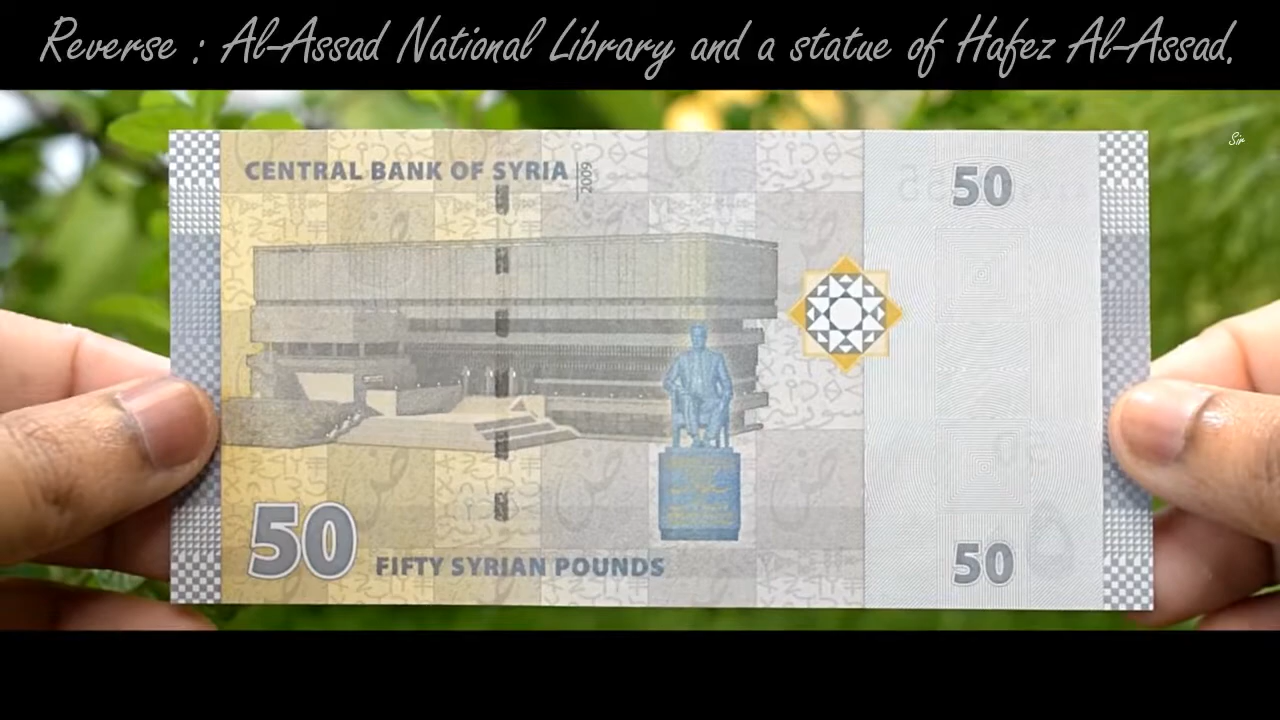 Reverse : Al-Assad National Library and a statue of Hafez Al-Assad.
Sir
CENTRAL BANK OF SYRIA
2009
50
50
FIFTY SYRIAN POUNDS
50